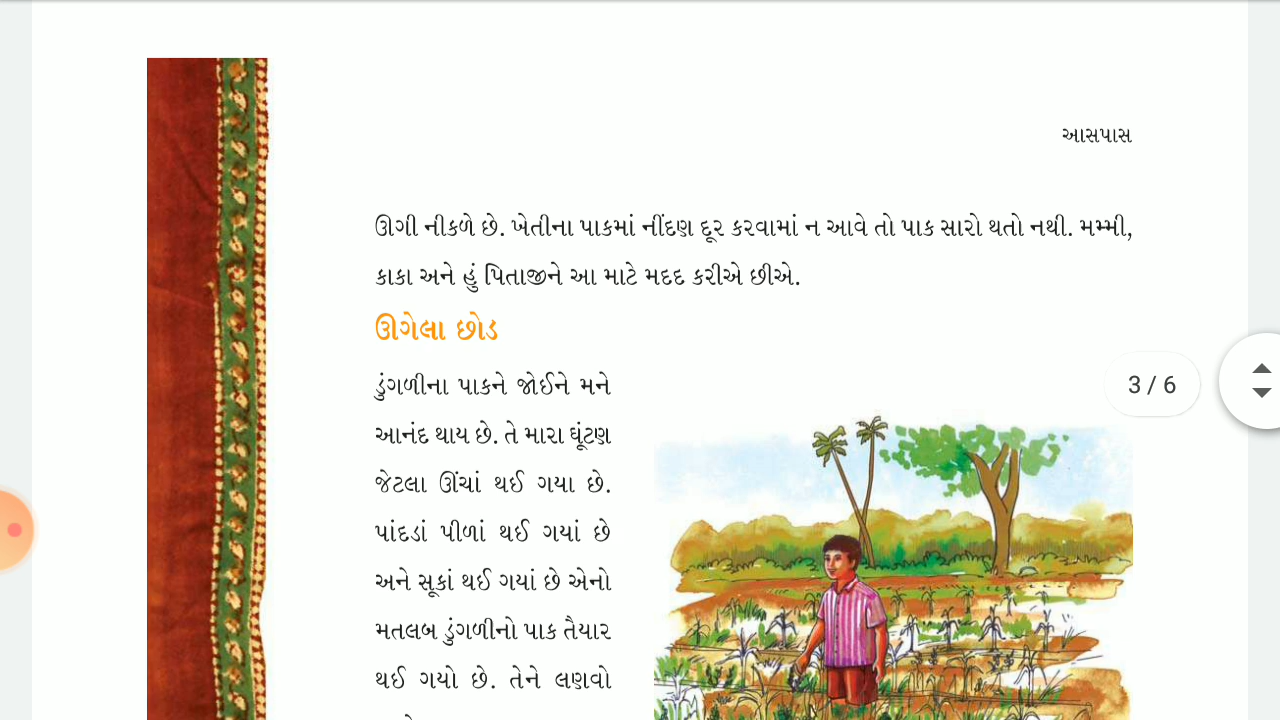 આસપાસ
ઊગી નીકળે છે. ખેતીના પાકમાં નીંદણ દૂર કરવામાં ન આવે તો પાક સારો થતો નથી. મમ્મી,
કાકા અને હું પિતાજીને આ માટે મદદ કરીએ છીએ.
ઊગેલા છોડ
ડુંગળીના પાકને જોઈને મને
આનંદ થાય છે. તે મારા ઘૂંટણ
જેટલા ઊંચાં થઈ ગયા છે.
3 / 6
પાંદડાં પીળાં થઈ ગયાં છે
અને સૂકાં થઈ ગયાં છે એનો
મતલબ ડુંગળીનો પાક તૈયાર
થઈ ગયો છે. તેને લણવો